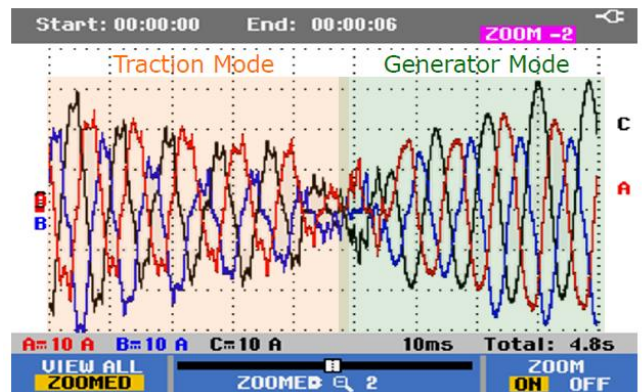 Start: 00:00:00 End: 00:00:06
ZOOM -2
Traction Mode Generator Mode
C
A
B
A= 10 A B= 10 A C= 10 A 10ms Total: 4.8s
VIEW ALL
ZOOMED
ZOOMED 2
ZOOM
ON OFF